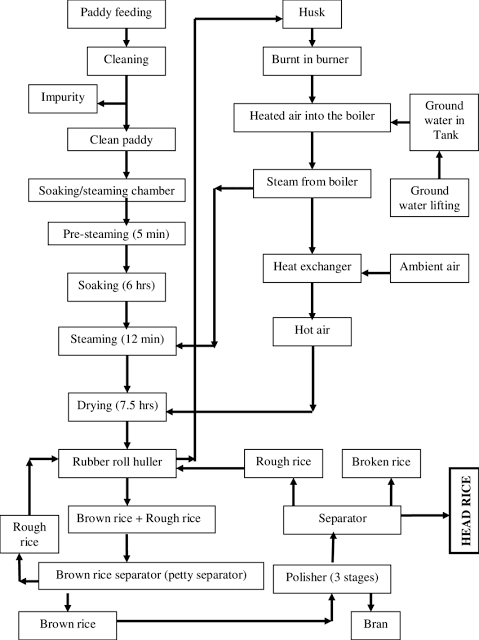 Paddy feeding
Husk
Cleaning
Burnt in burner
Impurity
Heated air into the boiler
Ground
water in
Tank
Clean paddy
Soaking/steaming chamber
Steam from boiler
Ground
water lifting
Pre-steaming (5 min)
Heat exchanger
Ambient air
Soaking (6 hrs)
Hot air
Steaming (12 min)
Drying (7.5 hrs)
Rubber roll huller
Rough rice
Broken rice
HEAD RICE
Rough
rice
Brown rice + Rough rice
Separator
Brown rice separator (petty separator)
Polisher (3 stages)
Brown rice
Bran